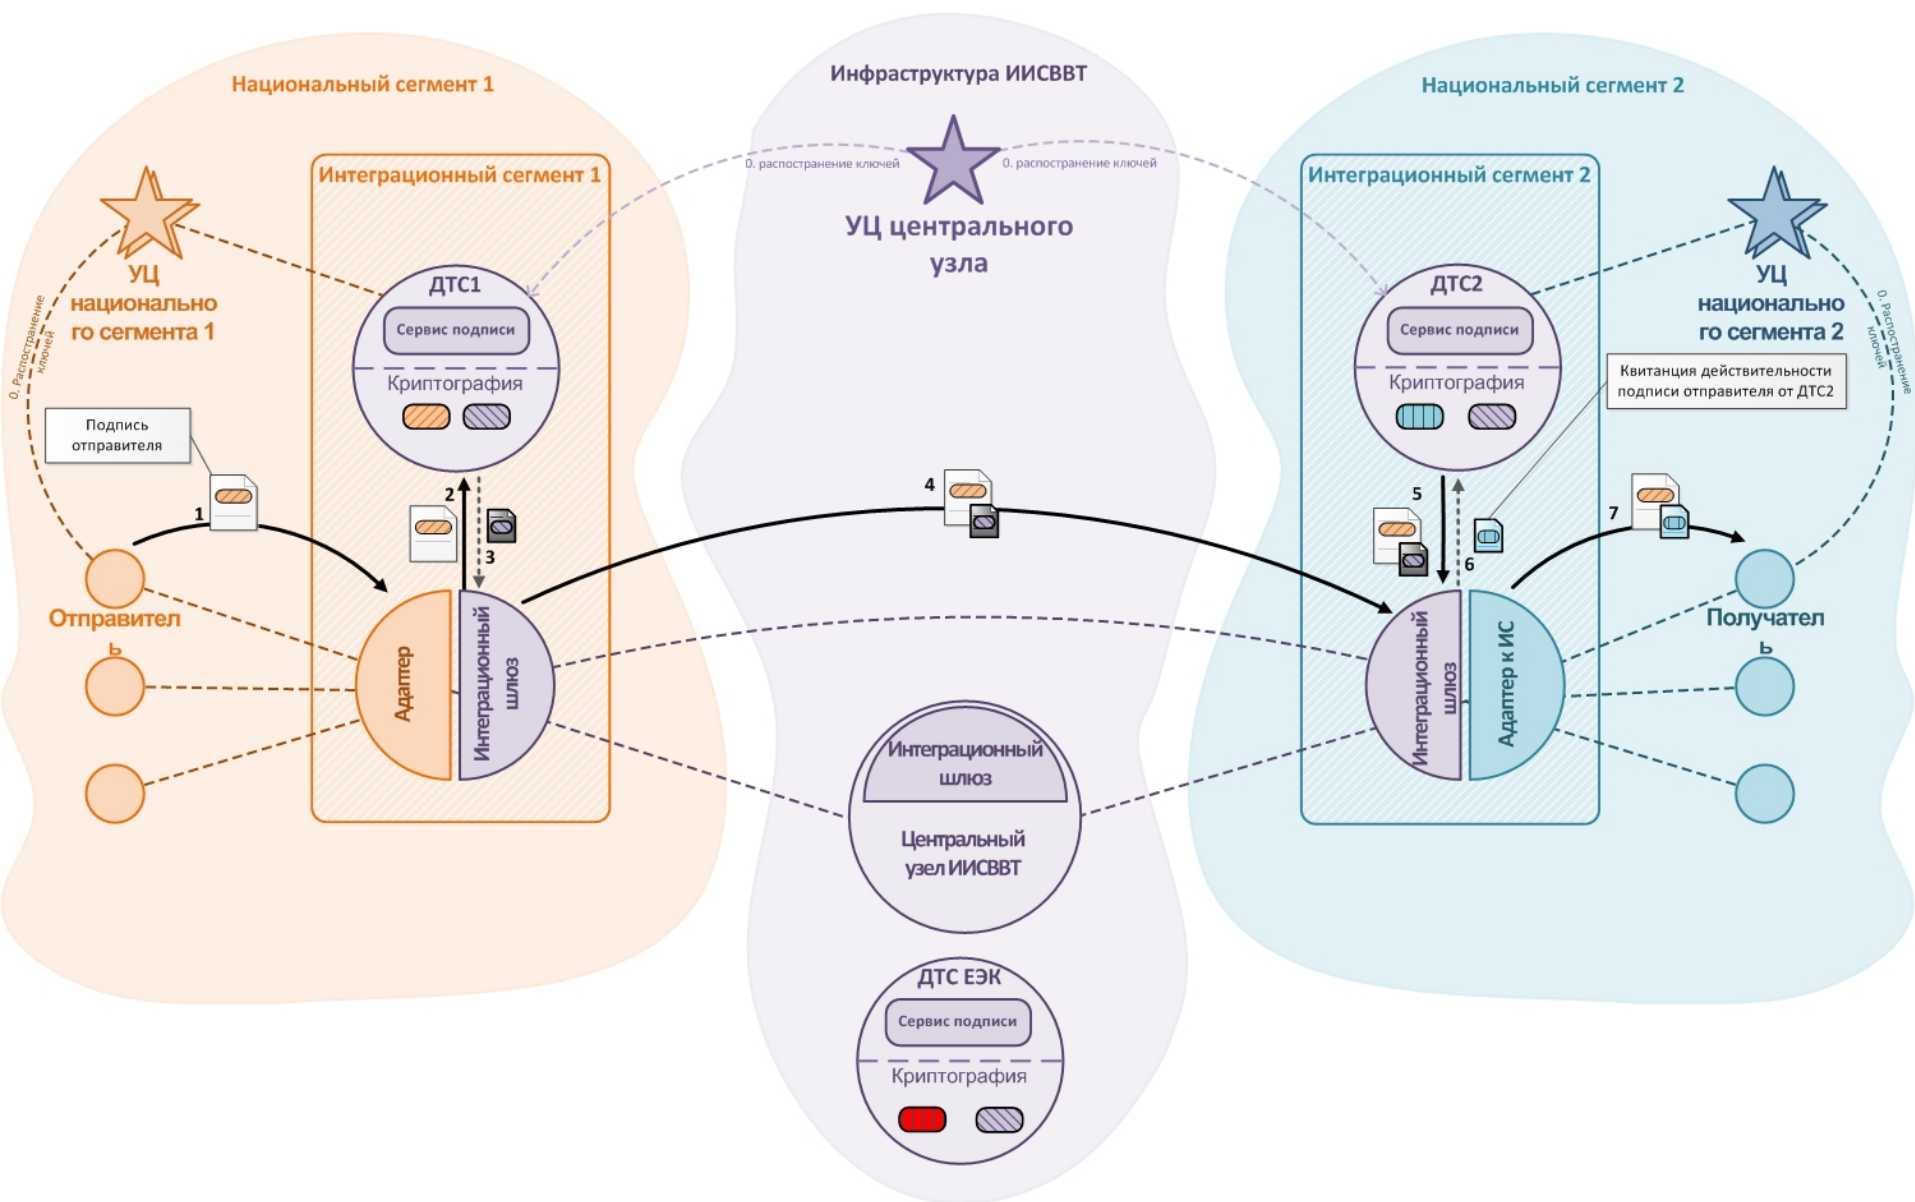 Национальный сегмент 1
Инфраструктура ИИСВВТ
Национальный сегмент 2
0. распостранение ключей
0. распостранение ключей
Интеграционный сегмент 1
Интеграционный сегмент 2
УЦ центрального
узла
УЦ
национально
го сегмента 1
УЦ
национально
го сегмента 2
0. Распостранение
ключей
0. Распостранение
ключей
ДТС1
Сервис подписи
Криптография
ДТС2
Сервис подписи
Криптография
Квитанция действительности
подписи отправителя от ДТС2
Подпись
отправителя
1
2
3
4
5
6
7
Отправител
ь
Получател
ь
Адаптер
Интеграционный
шлюз
Интеграционный
шлюз
Адаптер к ИС
Интеграционный
шлюз
Центральный
узел ИИСВВТ
ДТС ЕЭК
Сервис подписи
Криптография